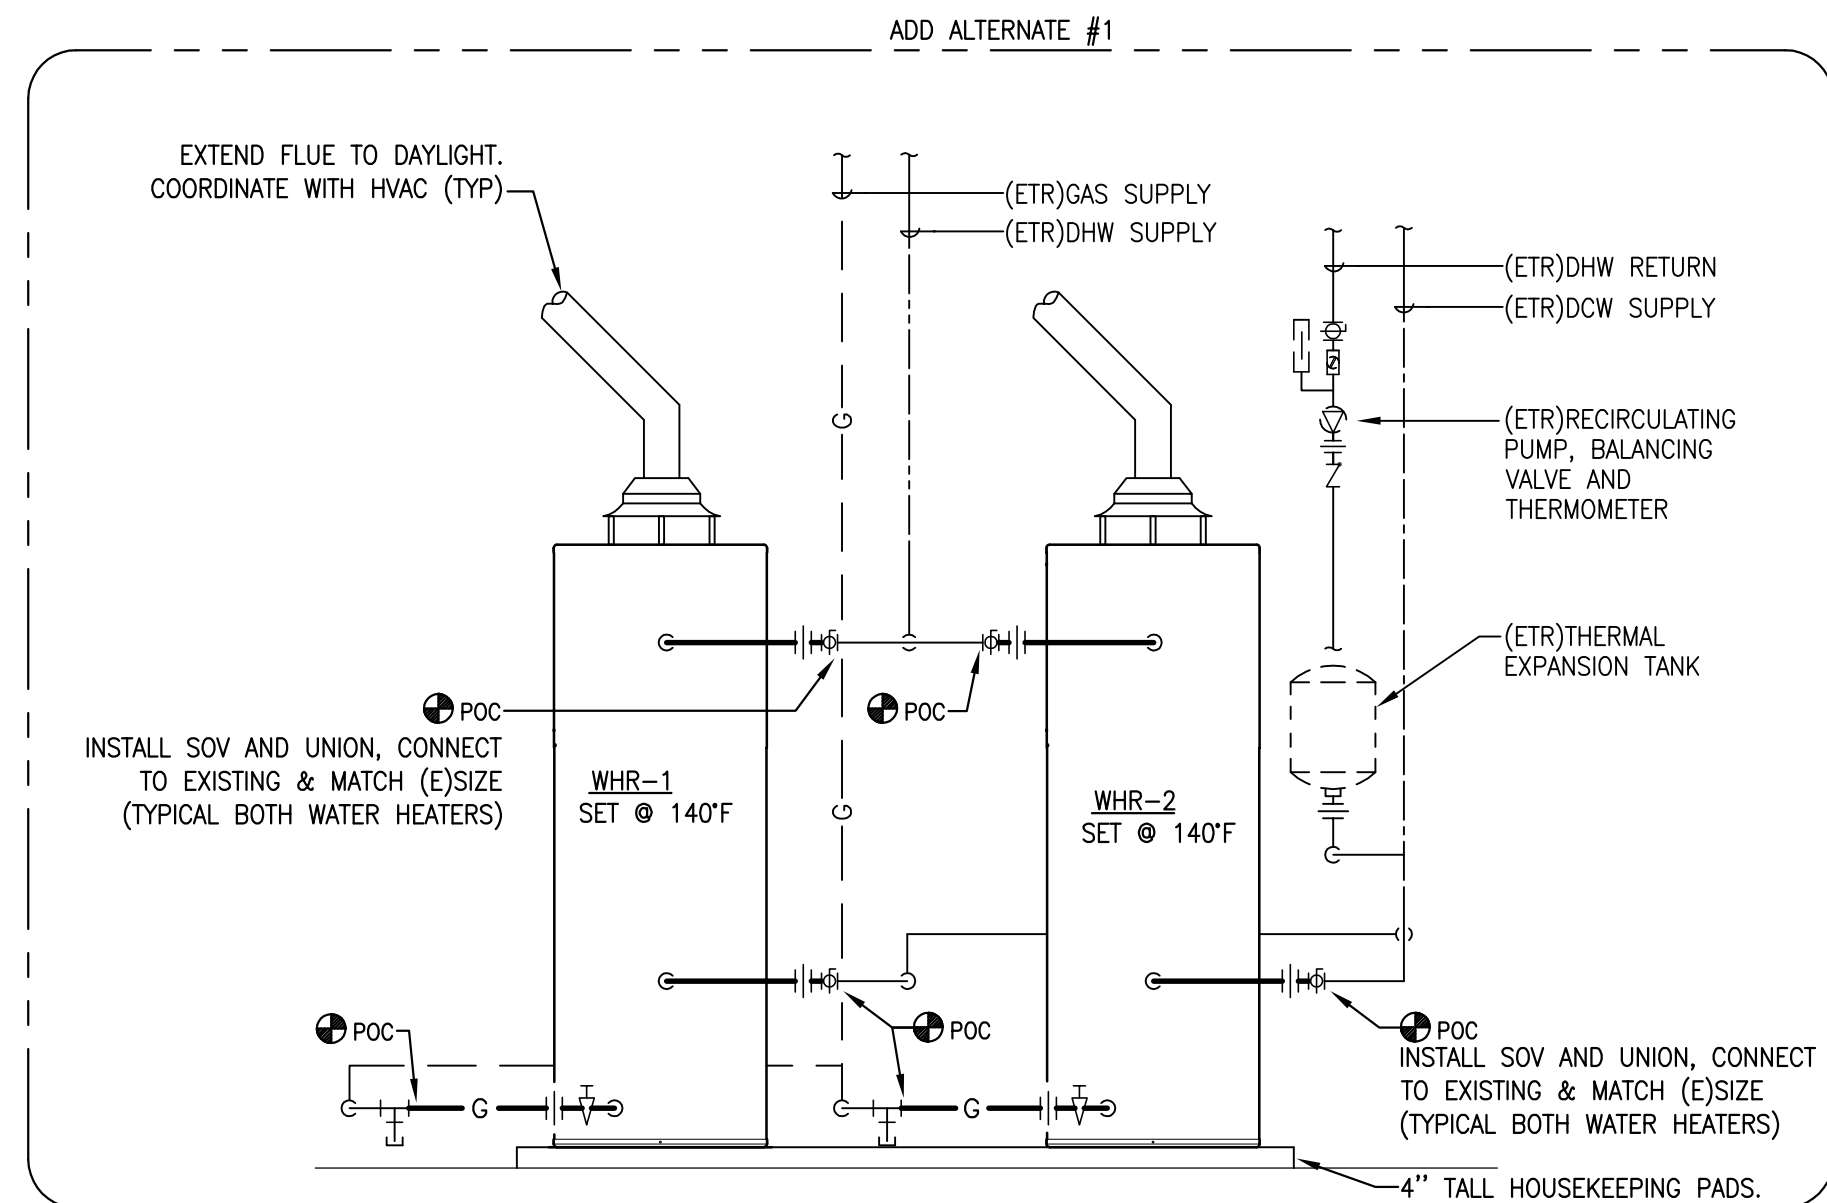 ADD ALTERNATE #1
EXTEND FLUE TO DAYLIGHT.
COORDINATE WITH HVAC (TYP)
(ETR)GAS SUPPLY
(ETR)DHW SUPPLY
(ETR)DHW RETURN
(ETR)DCW SUPPLY
G
(ETR)RECIRCULATING
PUMP, BALANCING
VALVE AND
THERMOMETER
(ETR)THERMAL
EXPANSION TANK
POC
POC
INSTALL SOV AND UNION, CONNECT
TO EXISTING & MATCH (E)SIZE
(TYPICAL BOTH WATER HEATERS)
WHR-1
SET @ 140°F
G
WHR-2
SET @ 140°F
POC
POC
POC
INSTALL SOV AND UNION, CONNECT
TO EXISTING & MATCH (E)SIZE
(TYPICAL BOTH WATER HEATERS)
G
G
4'' TALL HOUSEKEEPING PADS.